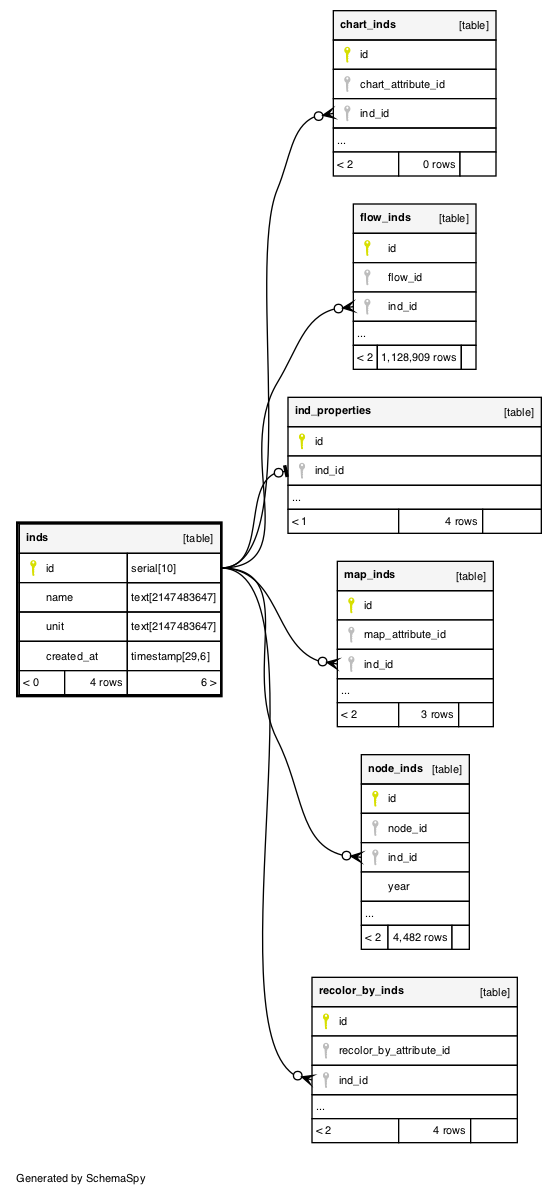 chart_inds [table]
id
chart_attribute_id
ind_id
...
< 2 0 rows
flow_inds [table]
id
flow_id
ind_id
...
< 2 1,128,909 rows
ind_properties [table]
id
ind_id
...
< 1 4 rows
inds [table]
id serial[10]
name text[2147483647]
unit text[2147483647]
created_at timestamp[29,6]
< 0 4 rows 6 >
map_inds [table]
id
map_attribute_id
ind_id
...
< 2 3 rows
node_inds [table]
id
node_id
ind_id
year
...
< 2 4,482 rows
recolor_by_inds [table]
id
recolor_by_attribute_id
ind_id
...
< 2 4 rows
Generated by SchemaSpy